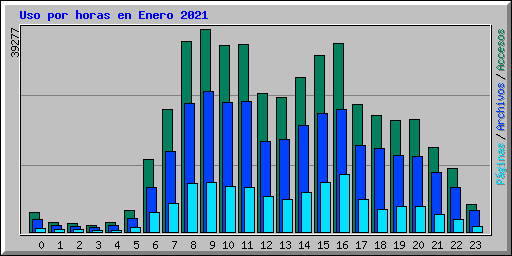 Uso por horas en Enero 2021
39277
Páginas / Archivos / Accesos
0 1 2 3 4 5 6 7 8 9 10 11 12 13 14 15 16 17 18 19 20 21 22 23